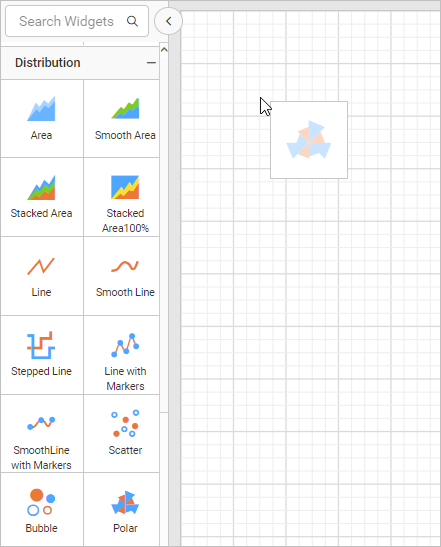 Search Widgets
Distribution
Area
Smooth Area
Stacked Area
Stacked
Area100%
Line
Smooth Line
Stepped Line
Line with
Markers
SmoothLine
with Markers
Scatter
Bubble
Polar